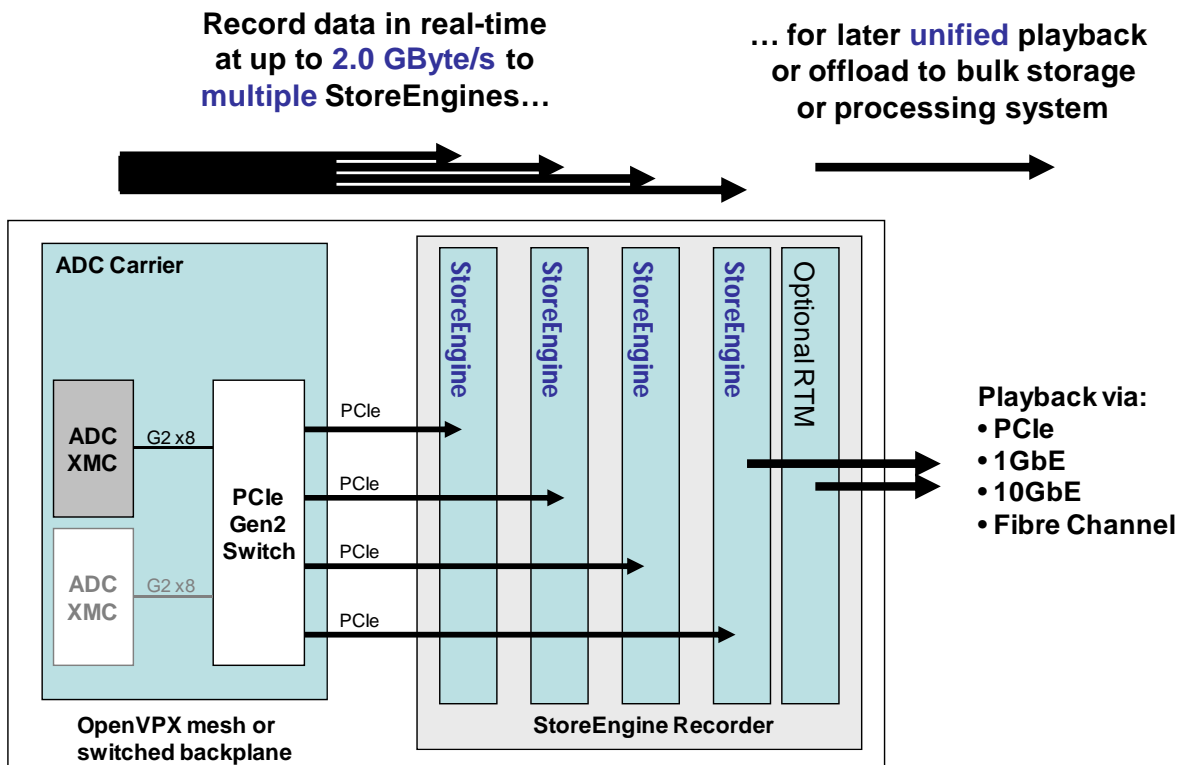 Record data in real-time
at up to 2.0 GByte/s to
multiple StoreEngines…
… for later unified playback
or offload to bulk storage
or processing system
ADC Carrier
ADC
XMC
G2 x8
ADC
XMC
G2 x8
PCIe
Gen2
Switch
PCIe
PCIe
PCIe
PCIe
StoreEngine
StoreEngine
StoreEngine
StoreEngine
Optional RTM
Playback via:
• PCIe
• 1GbE
• 10GbE
• Fibre Channel
OpenVPX mesh or
switched backplane
StoreEngine Recorder